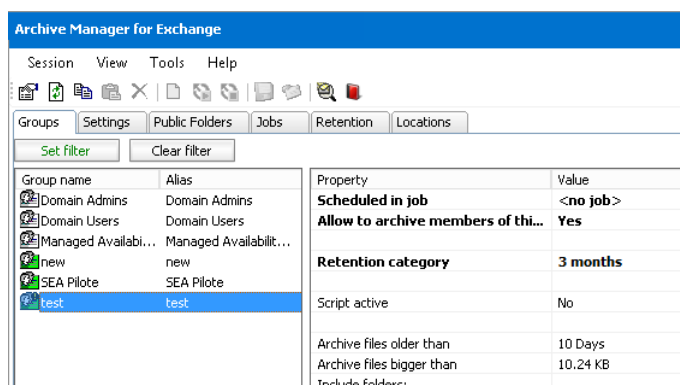 Archive Manager for Exchange
Session View Tools Help
Groups Settings Public Folders Jobs Retention Locations
Set filter Clear filter
Group name Alias Property Value
Domain Admins Domain Admins Scheduled in job <no job>
Domain Users Domain Users Allow to archive members of thi... Yes
Managed Availabi... Managed Availabilit...
new new Retention category 3 months
SEA Pilote SEA Pilote
test test Script active No
Archive files older than 10 Days
Archive files bigger than 10.24 KB
Include folders: